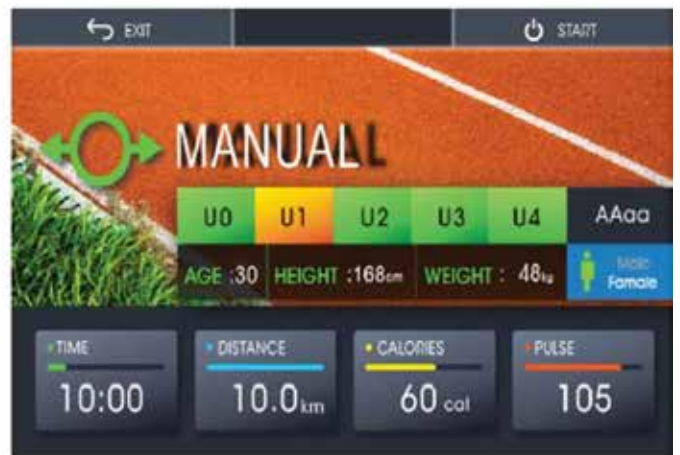 EXIT START
MANUAL
U0 U1 U2 U3 U4 AAaa
AGE :30 HEIGHT :168cm WEIGHT : 48kg Male
Famale
TIME DISTANCE CALORIES PULSE
10:00 10.0km 60 cal 105